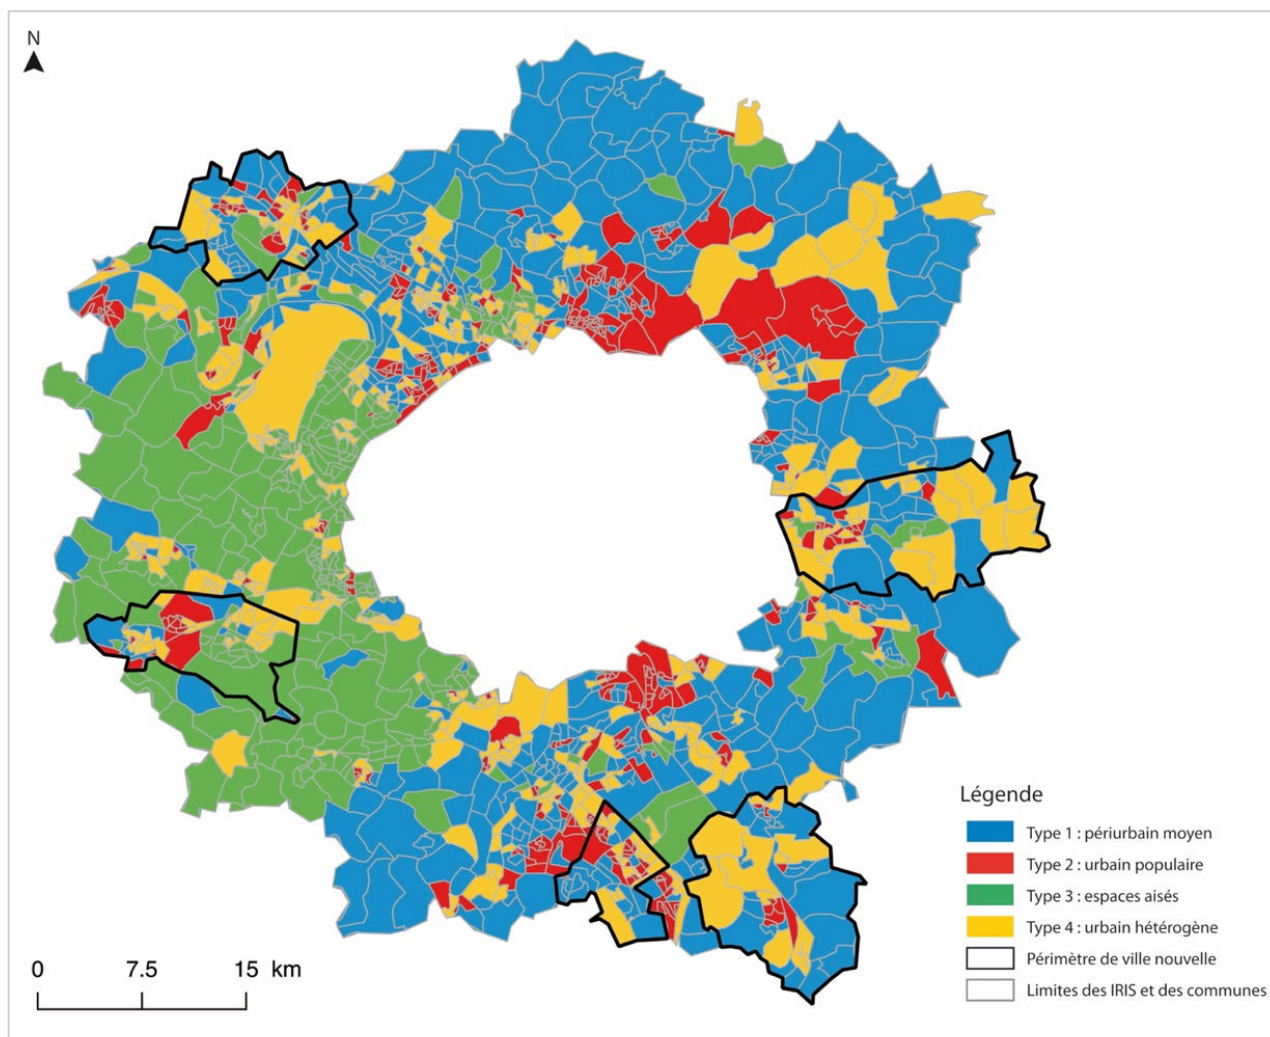 N
Légende
Type 1 : périurbain moyen
Type 2 : urbain populaire
Type 3 : espaces aisés
Type 4 : urbain hétérogène
Périmètre de ville nouvelle
Limites des IRIS et des communes
0 7.5 15 km